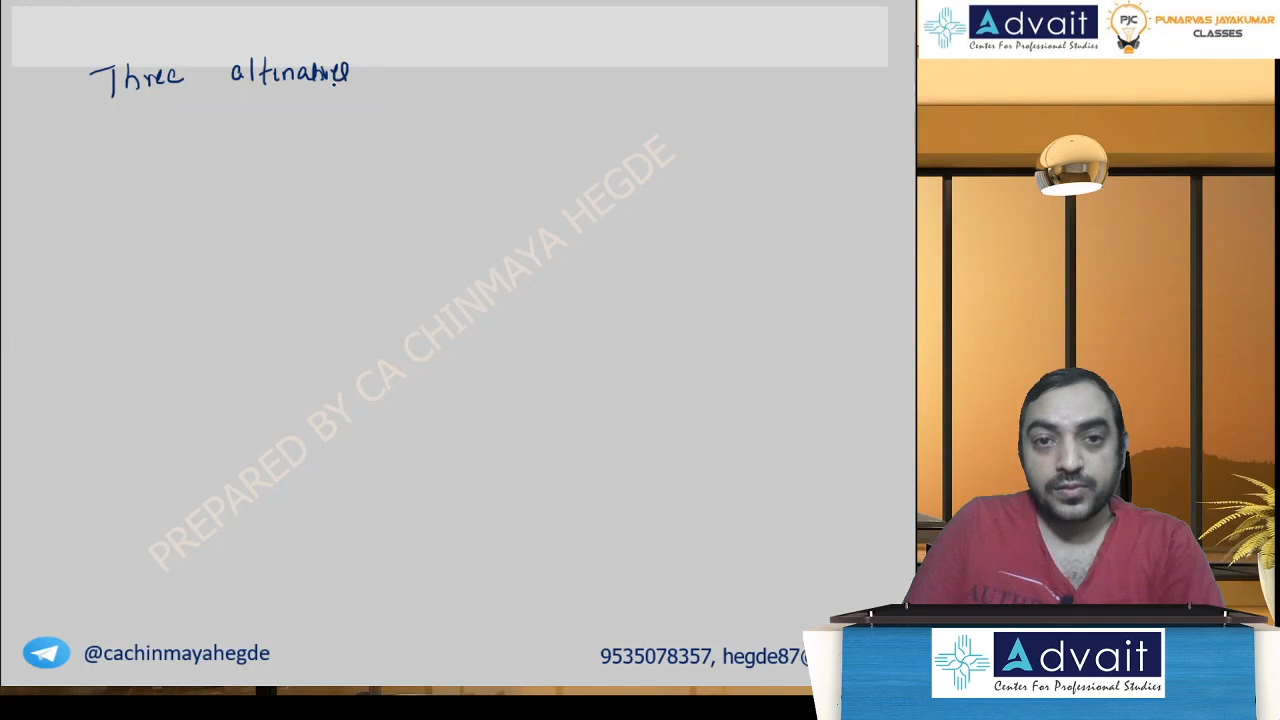 Advait
Center For Professional Studies
PJC
PUNARVAS JAYAKUMAR
CLASSES
Three altinative
PREPARED BY CA CHINMAYA HEGDE
@cachinmayahegde
9535078357, hegde87@
Advait
Center For Professional Studies